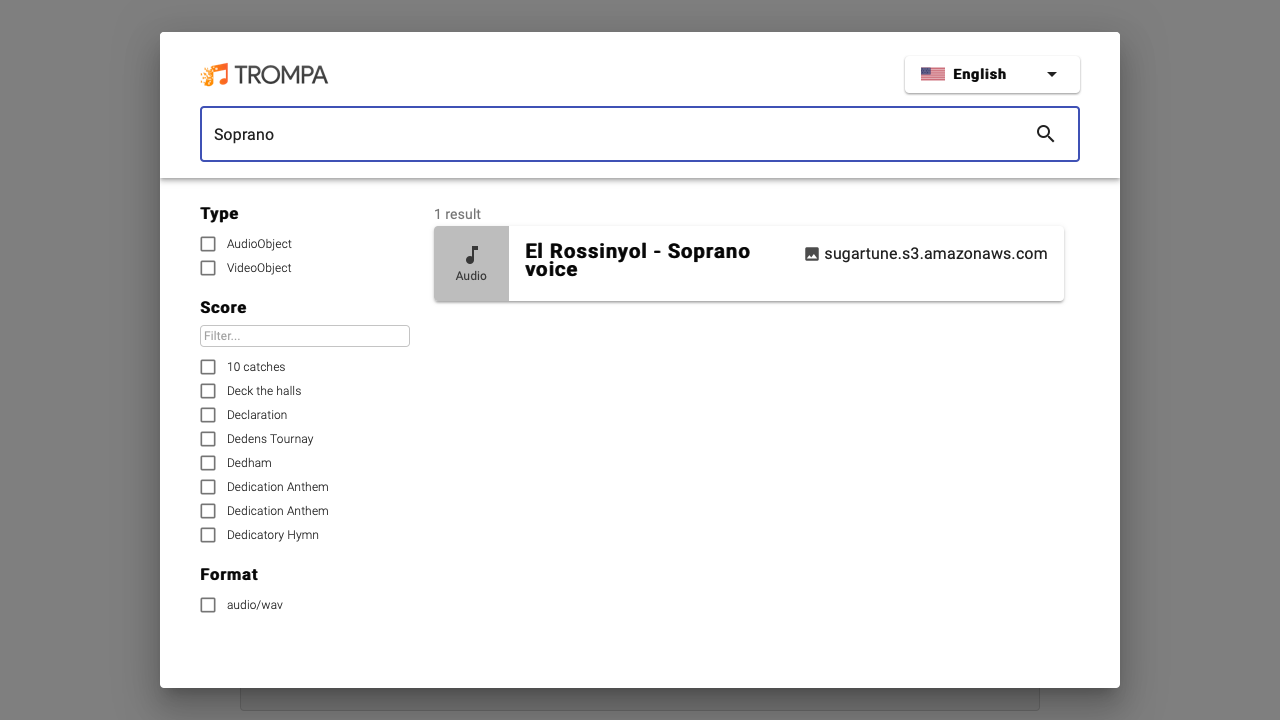 TROMPA
English
Soprano
Type
AudioObject
VideoObject
Score
Filter...
10 catches
Deck the halls
Declaration
Dedens Tournay
Dedham
Dedication Anthem
Dedication Anthem
Dedicatory Hymn
Format
audio/wav
1 result
Audio
El Rossinyol - Soprano
voice
sugartune.s3.amazonaws.com